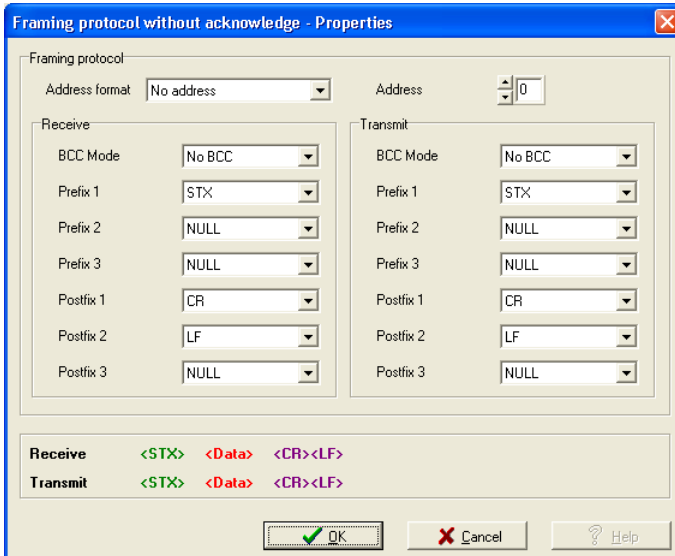 Framing protocol without acknowledge - Properties
Framing protocol
Address format No address Address 0
Receive Transmit
BCC Mode No BCC BCC Mode No BCC
Prefix 1 STX Prefix 1 STX
Prefix 2 NULL Prefix 2 NULL
Prefix 3 NULL Prefix 3 NULL
Postfix 1 CR Postfix 1 CR
Postfix 2 LF Postfix 2 LF
Postfix 3 NULL Postfix 3 NULL
Receive <STX> <Data> <CR><LF>
Transmit <STX> <Data> <CR><LF>
OK Cancel ? Help